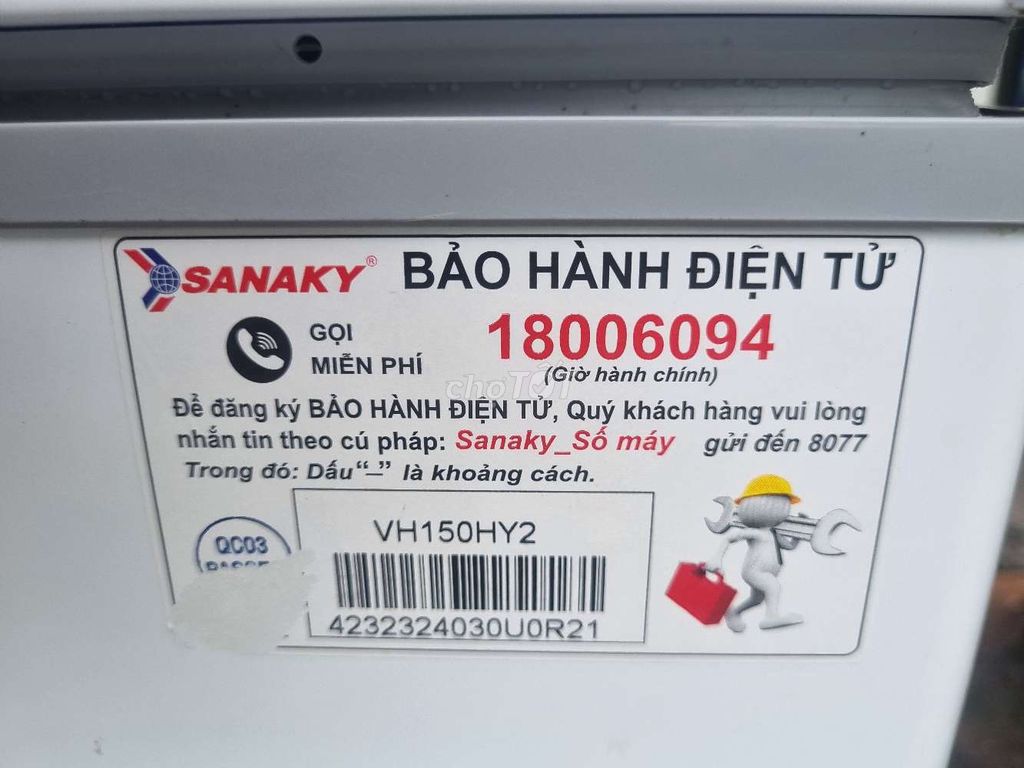 SANAKY® BẢO HÀNH ĐIỆN TỬ
GỌI
MIỄN PHÍ
18006094
(Giờ hành chính)
choTỐT
Để đăng ký BẢO HÀNH ĐIỆN TỬ, Quý khách hàng vui lòng
nhắn tin theo cú pháp: Sanaky_Số máy gửi đến 8077
Trong đó: Dấu “_” là khoảng cách.
QC03
VH150HY2
4232324030U0R21